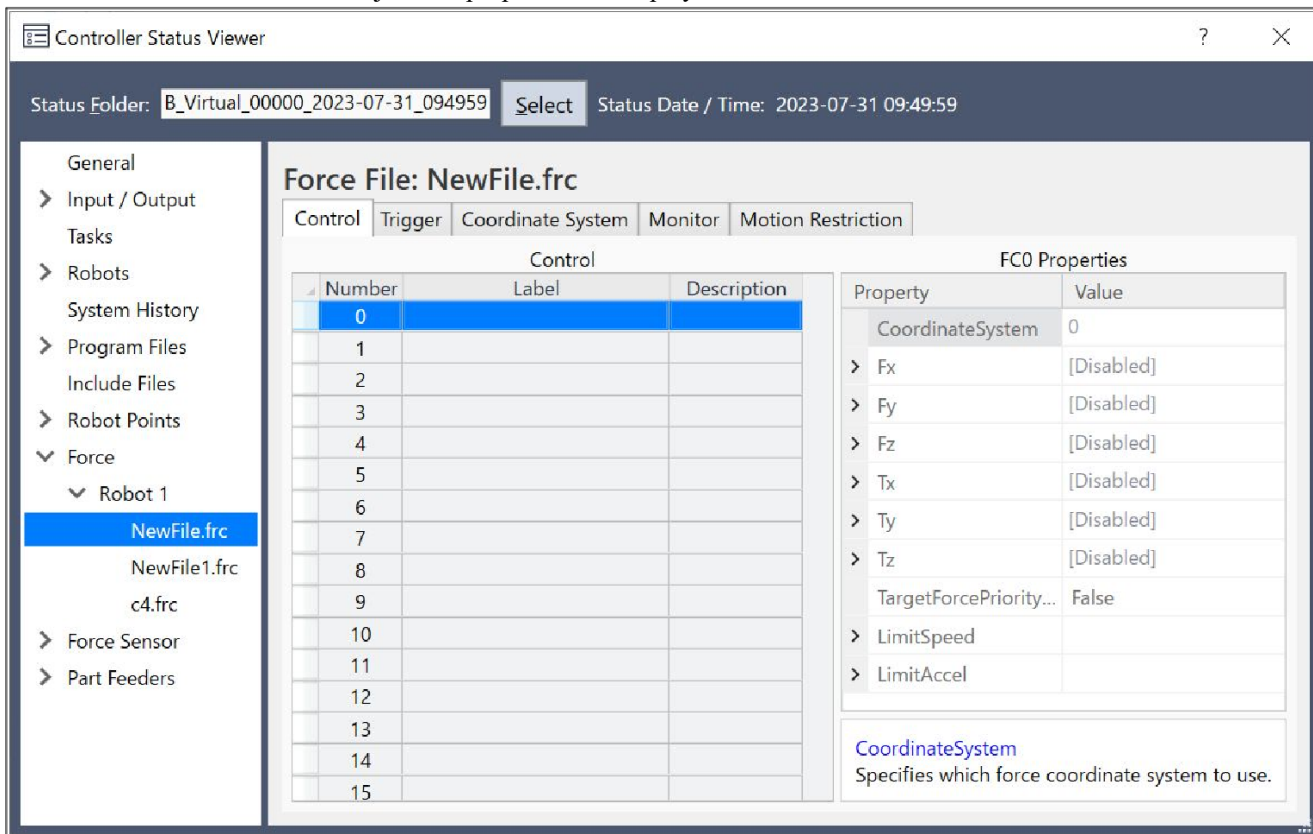 Controller Status Viewer ?
Status Folder: B_Virtual_00000_2023-07-31_094959 Select Status Date / Time: 2023-07-31 09:49:59
General
Input / Output
Tasks
Robots
System History
Program Files
Include Files
Robot Points
Force
Robot 1
NewFile.frc
NewFile1.frc
c4.frc
Force Sensor
Part Feeders
Force File: NewFile.frc
Control Trigger Coordinate System Monitor Motion Restriction
Control
Number Label Description
0
1
2
3
4
5
6
7
8
9
10
11
12
13
14
15
FC0 Properties
Property Value
CoordinateSystem 0
Fx [Disabled]
Fy [Disabled]
Fz [Disabled]
Tx [Disabled]
Ty [Disabled]
Tz [Disabled]
TargetForcePriority... False
LimitSpeed
LimitAccel
CoordinateSystem
Specifies which force coordinate system to use.